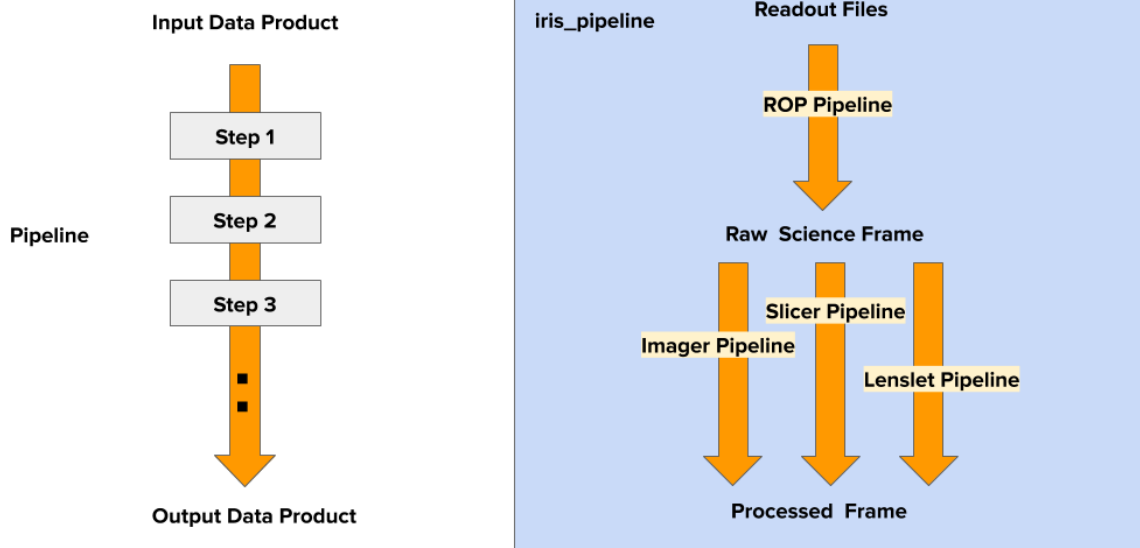 Input Data Product
Step 1
Step 2
Pipeline
Step 3
Output Data Product
iris_pipeline
Readout Files
ROP Pipeline
Raw Science Frame
Slicer Pipeline
Imager Pipeline
Lenslet Pipeline
Processed Frame